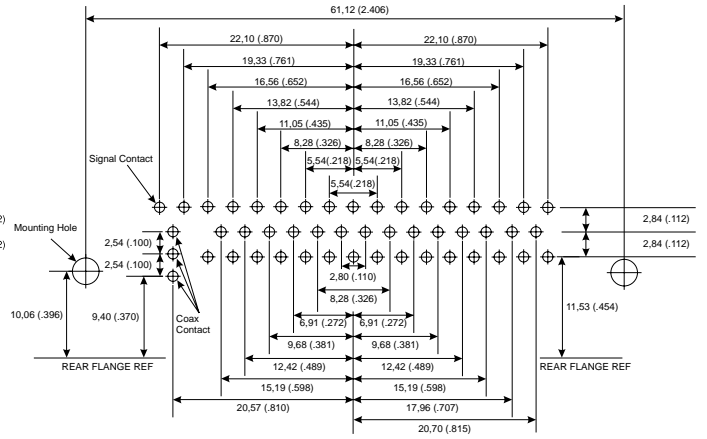 61,12 (2.406)
22,10 (.870) 22,10 (.870)
19,33 (.761) 19,33 (.761)
16,56 (.652) 16,56 (.652)
13,82 (.544) 13,82 (.544)
11,05 (.435) 11,05 (.435)
8,28 (.326) 8,28 (.326)
5,54(.218) 5,54(.218)
5,54(.218)
Signal Contact
2,84 (.112)
Mounting Hole
2,54 (.100)
2,84 (.112)
2,54 (.100)
2,80 (.110)
8,28 (.326)
10,06 (.396)
9,40 (.370)
Coax
Contact
11,53 (.454)
6,91 (.272) 6,91 (.272)
9,68 (.381) 9,68 (.381)
12,42 (.489) 12,42 (.489)
REAR FLANGE REF REAR FLANGE REF
15,19 (.598) 15,19 (.598)
20,57 (.810) 17,96 (.707)
20,70 (.815)